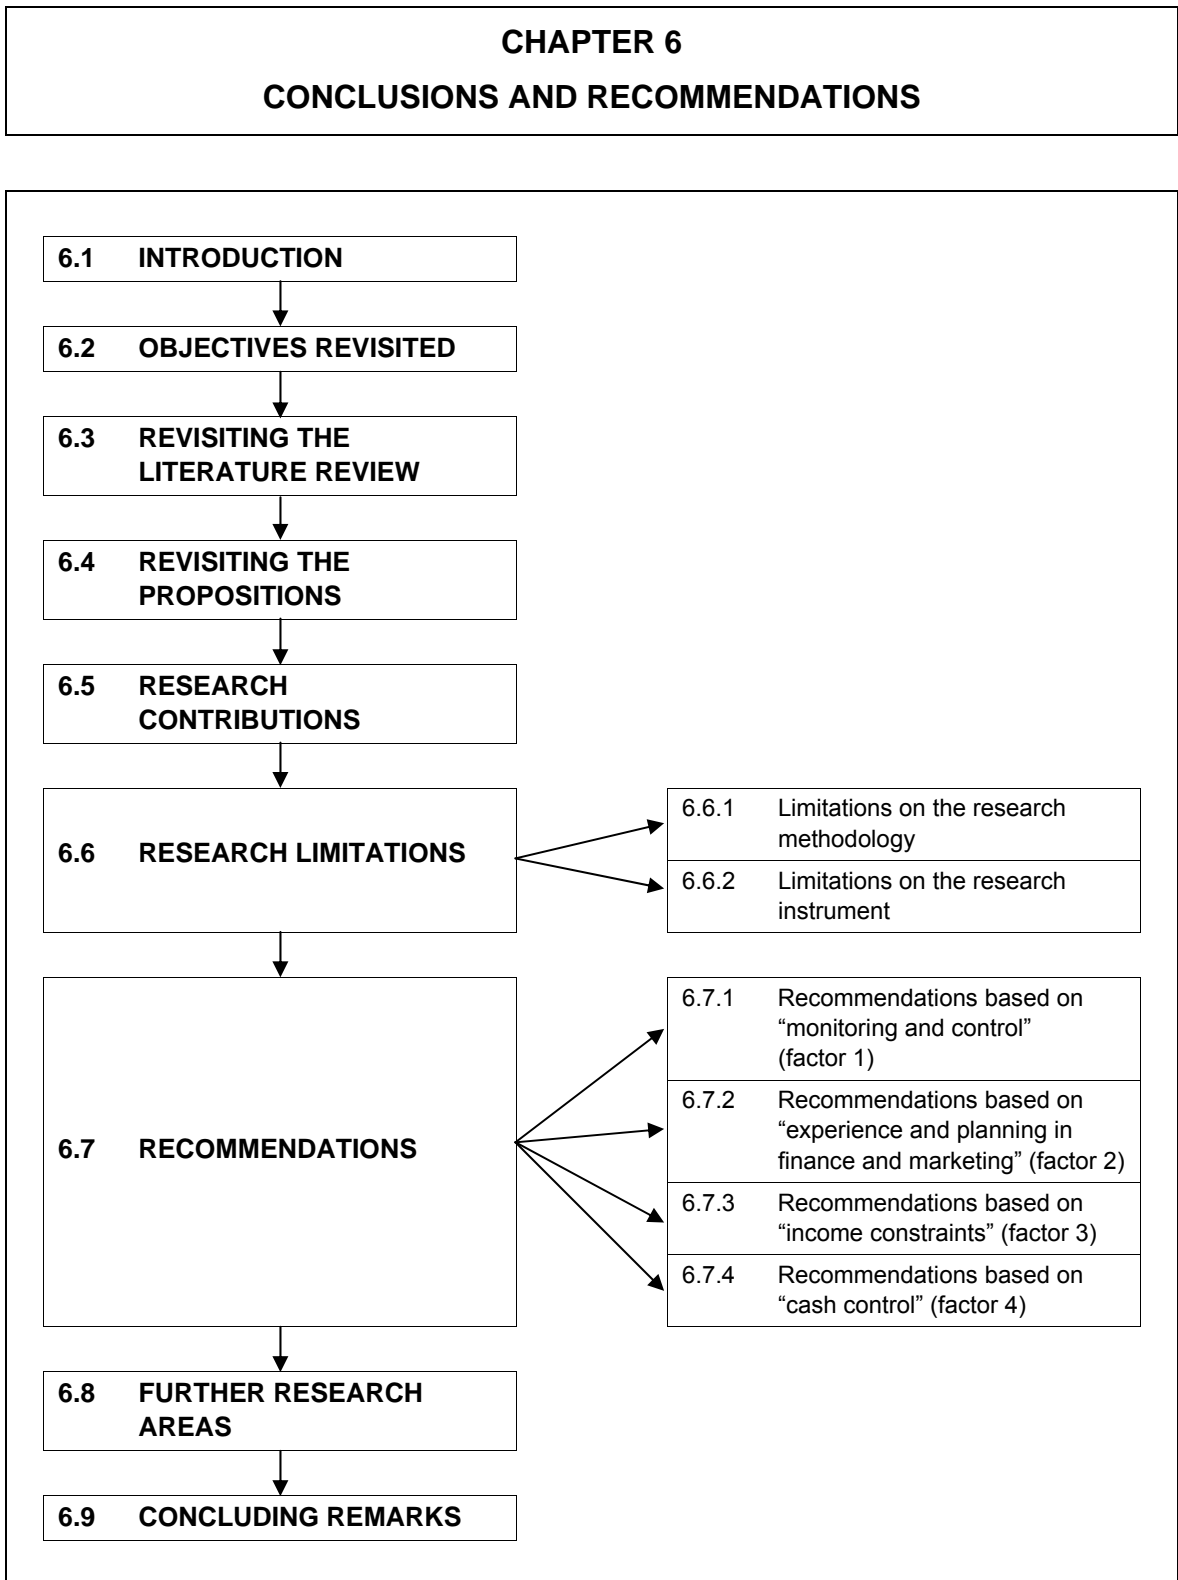 CHAPTER 6
CONCLUSIONS AND RECOMMENDATIONS
6.1 INTRODUCTION
6.2 OBJECTIVES REVISITED
6.3 REVISITING THE
LITERATURE REVIEW
6.4 REVISITING THE
PROPOSITIONS
6.5 RESEARCH
CONTRIBUTIONS
6.6 RESEARCH LIMITATIONS
6.6.1 Limitations on the research
methodology
6.6.2 Limitations on the research
instrument
6.7 RECOMMENDATIONS
6.7.1 Recommendations based on
“monitoring and control”
(factor 1)
6.7.2 Recommendations based on
“experience and planning in
finance and marketing” (factor 2)
6.7.3 Recommendations based on
“income constraints” (factor 3)
6.7.4 Recommendations based on
“cash control” (factor 4)
6.8 FURTHER RESEARCH
AREAS
6.9 CONCLUDING REMARKS